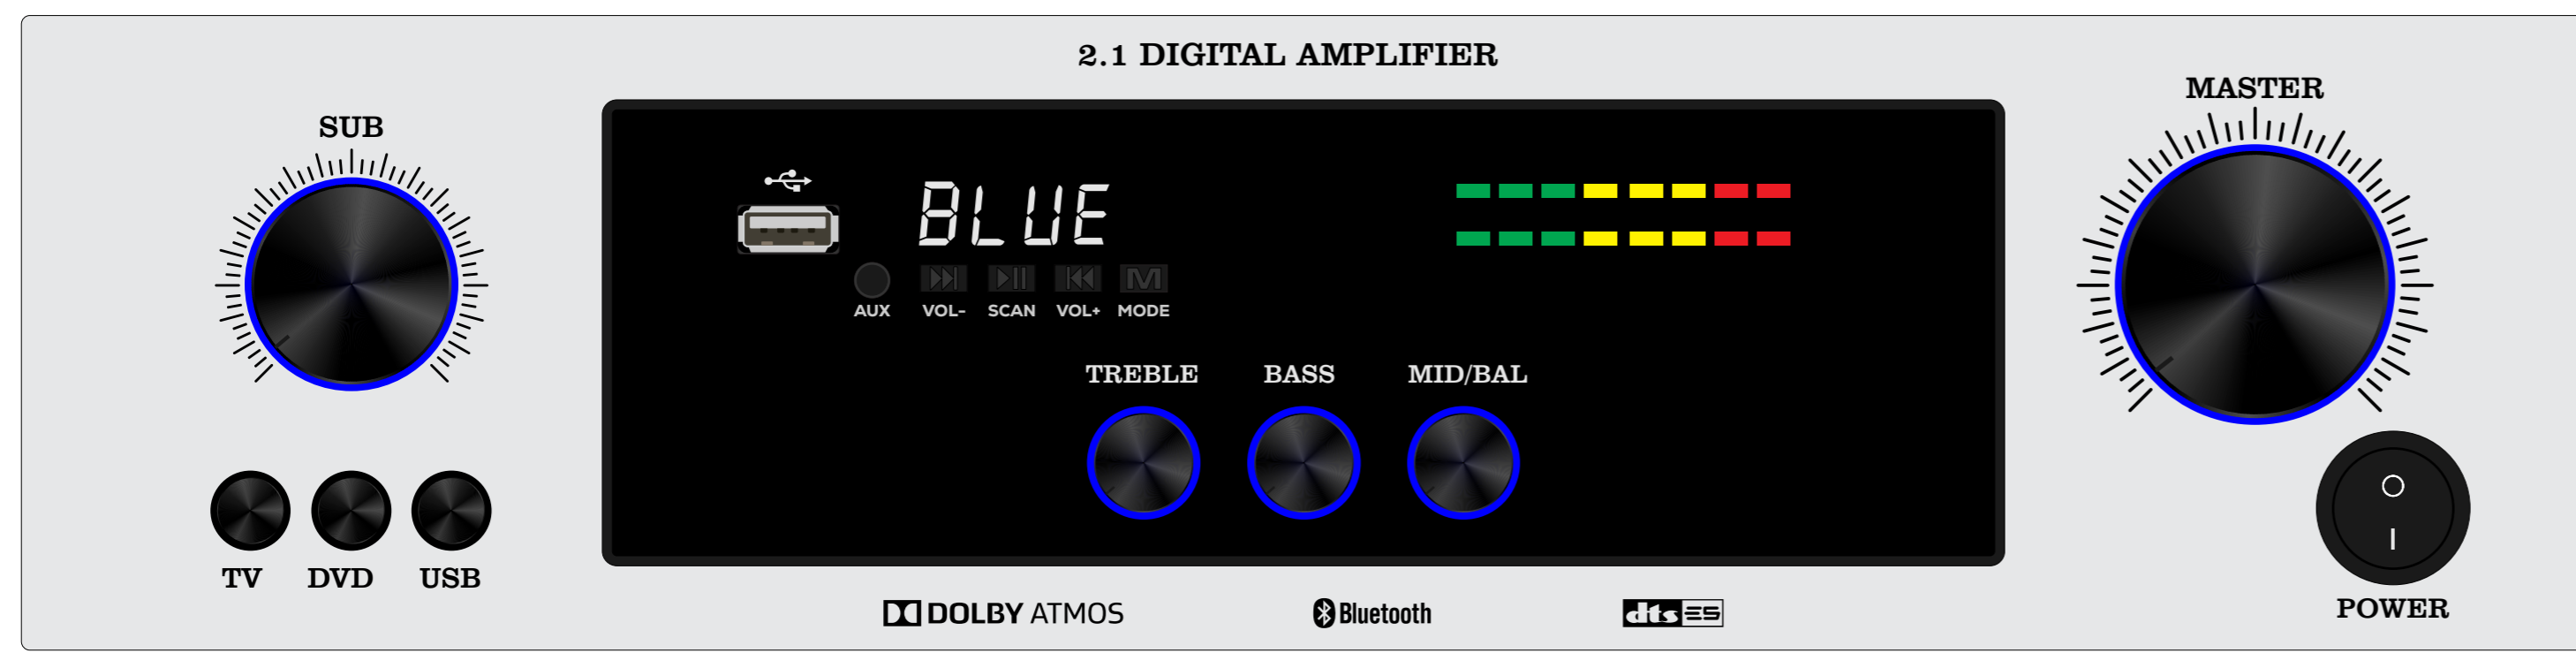 2.1 DIGITAL AMPLIFIER
MASTER
SUB
BLUE
M
AUX VOL- SCAN VOL+ MODE
TREBLE BASS MID/BAL
TV DVD USB
DOLBY ATMOS Bluetooth dts ES
POWER